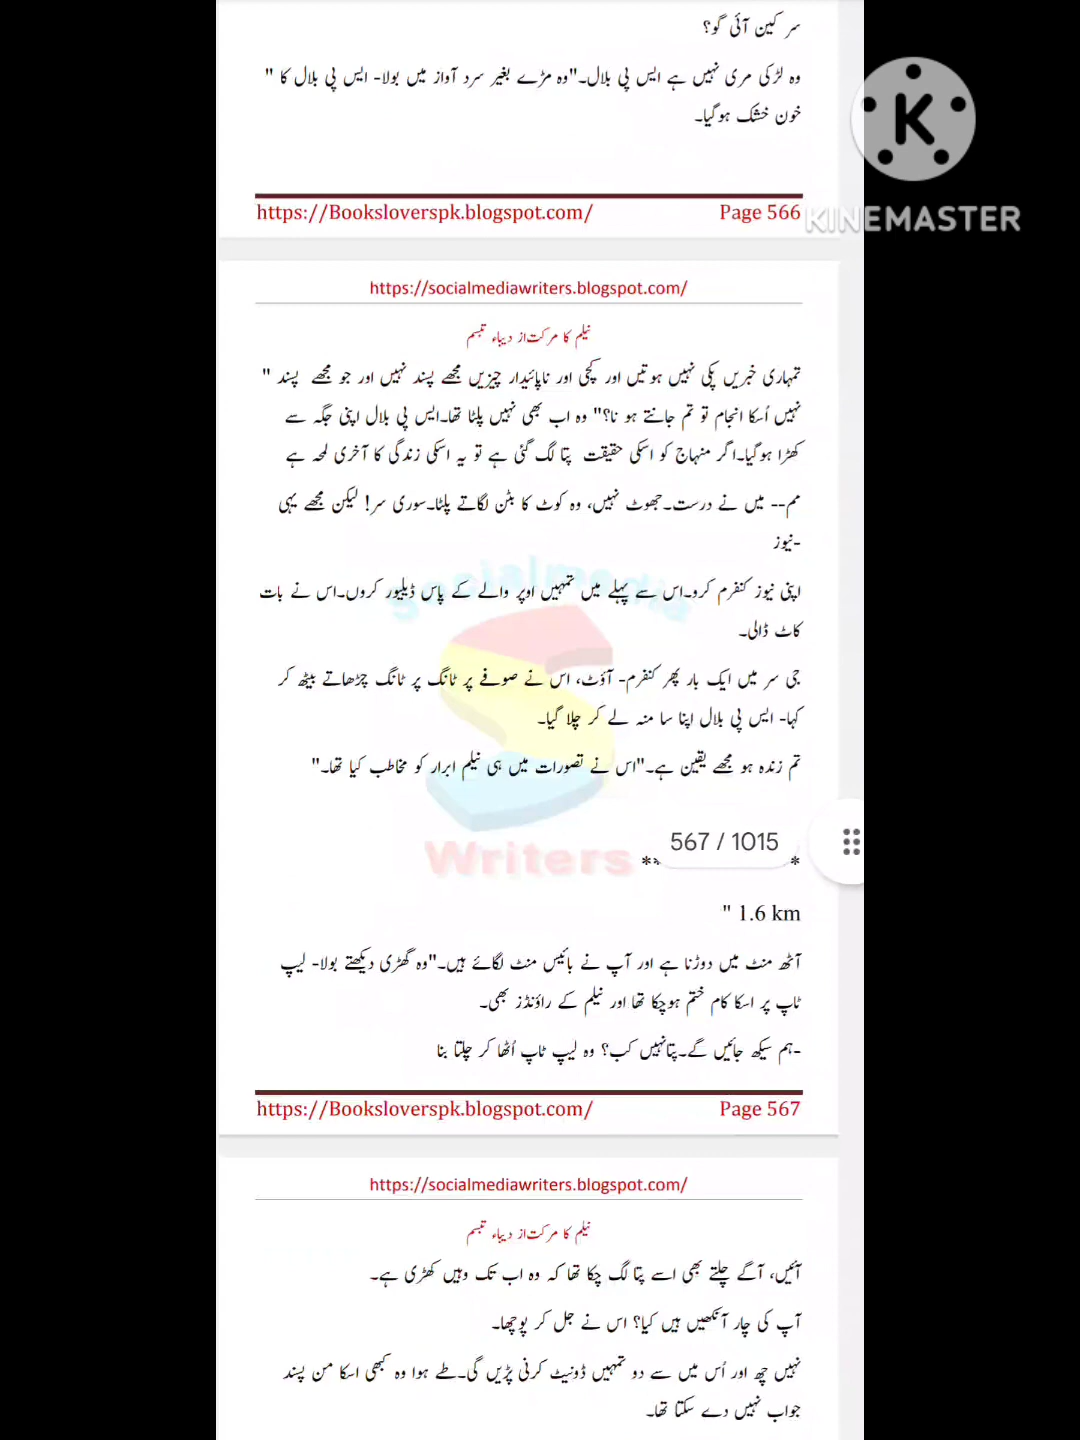 سر کین آئی گو؟
وہ لڑکی مری نہیں ہے ایس پی بلال۔"وہ مڑے بغیر سرد آواز میں بولا- ایس پی بلال کا "
خون خشک ہوگیا۔
https://Booksloverspk.blogspot.com/ Page 566
K
KINEMASTER
https://socialmediawriters.blogspot.com/
نیلم کا مرکت از دیباء تبسم
تمہاری خبریں پکی نہیں ہوتیں اور کچی اور ناپائیدار چیزیں مجھے پسند نہیں اور جو مجھے پسند "
نہیں اُسکا انجام تو تم جانتے ہو نا؟" وہ اب بھی نہیں پلٹا تھا۔ایس پی بلال اپنی جگہ سے
کھڑا ہوگیا۔اگر منہاج کو اسکی حقیقت پتا لگ گئی ہے تو یہ اسکی زندگی کا آخری لمحہ ہے
مم-- میں نے درست۔جھوٹ نہیں، وہ کوٹ کا بٹن لگاتے پلٹا۔سوری سر! لیکن مجھے یہی
-نیوز
اپنی نیوز کنفرم کرو۔اس سے پہلے میں تمہیں اوپر والے کے پاس ڈیلیور کروں۔اس نے بات
کاٹ ڈالی۔
جی سر میں ایک بار پھر کنفرم- آؤٹ، اس نے صوفے پر ٹانگ پر ٹانگ چڑھاتے بیٹھ کر
کہا- ایس پی بلال اپنا سا منہ لے کر چلا گیا۔
تم زندہ ہو مجھے یقین ہے۔"اس نے تصورات میں ہی نیلم ابرار کو مخاطب کیا تھا۔"
Socialmedia
Writers
567 / 1015
** *
" 1.6 km
آٹھ منٹ میں دوڑنا ہے اور آپ نے بائیس منٹ لگائے ہیں۔"وہ گھڑی دیکھتے بولا- لیپ
ٹاپ پر اسکا کام ختم ہوچکا تھا اور نیلم کے راؤنڈز بھی۔
-ہم سیکھ جائیں گے۔پتا نہیں کب؟ وہ لیپ ٹاپ اُٹھا کر چلتا بنا
https://Booksloverspk.blogspot.com/ Page 567
https://socialmediawriters.blogspot.com/
نیلم کا مرکت از دیباء تبسم
آئیں، آگے چلتے بھی اسے پتا لگ چکا تھا کہ وہ اب تک وہیں کھڑی ہے۔
آپ کی چار آنکھیں ہیں کیا؟ اس نے جل کر پوچھا۔
نہیں چھ اور اُس میں سے دو تمہیں ڈونیٹ کرنی پڑیں گی۔طے ہوا وہ کبھی اسکا من پسند
جواب نہیں دے سکتا تھا۔